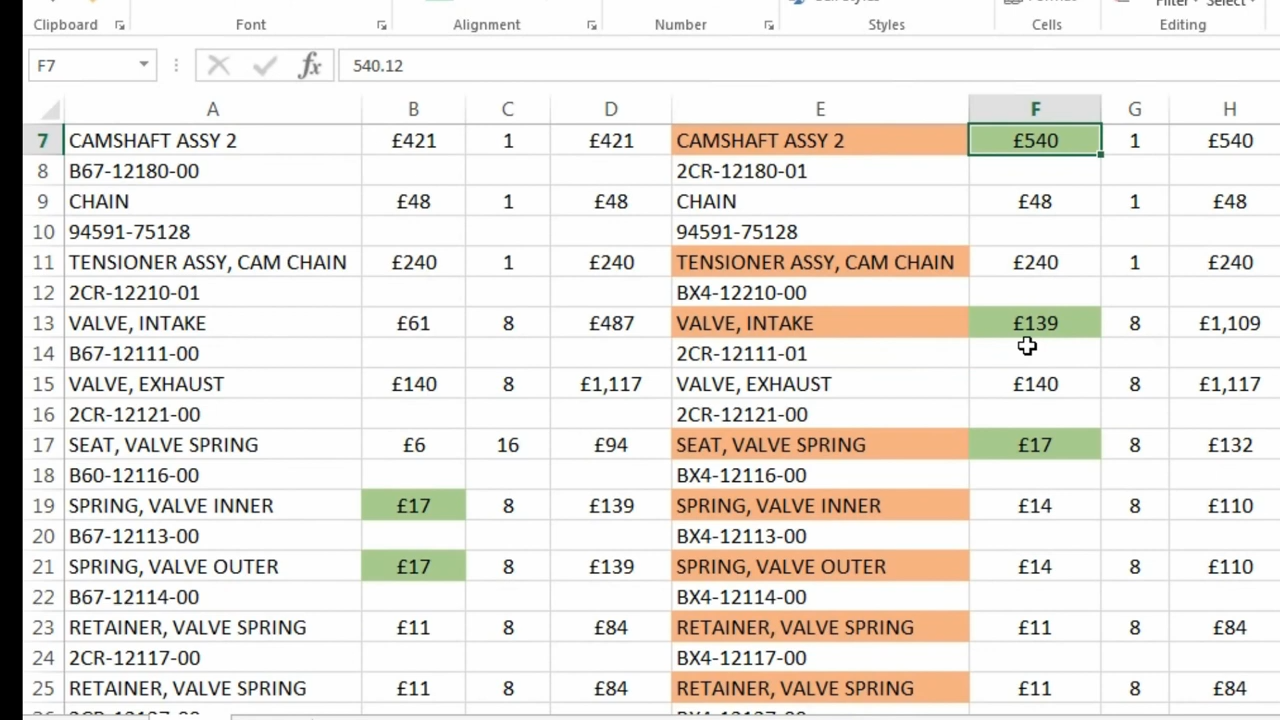 Clipboard Font Alignment Number Styles Cells Editing
F7 fx 540.12
A B C D E F G H
7 CAMSHAFT ASSY 2 £421 1 £421 CAMSHAFT ASSY 2 £540 1 £540
8 B67-12180-00 2CR-12180-01
9 CHAIN £48 1 £48 CHAIN £48 1 £48
10 94591-75128 94591-75128
11 TENSIONER ASSY, CAM CHAIN £240 1 £240 TENSIONER ASSY, CAM CHAIN £240 1 £240
12 2CR-12210-01 BX4-12210-00
13 VALVE, INTAKE £61 8 £487 VALVE, INTAKE £139 8 £1,109
14 B67-12111-00 2CR-12111-01
15 VALVE, EXHAUST £140 8 £1,117 VALVE, EXHAUST £140 8 £1,117
16 2CR-12121-00 2CR-12121-00
17 SEAT, VALVE SPRING £6 16 £94 SEAT, VALVE SPRING £17 8 £132
18 B60-12116-00 BX4-12116-00
19 SPRING, VALVE INNER £17 8 £139 SPRING, VALVE INNER £14 8 £110
20 B67-12113-00 BX4-12113-00
21 SPRING, VALVE OUTER £17 8 £139 SPRING, VALVE OUTER £14 8 £110
22 B67-12114-00 BX4-12114-00
23 RETAINER, VALVE SPRING £11 8 £84 RETAINER, VALVE SPRING £11 8 £84
24 2CR-12117-00 BX4-12117-00
25 RETAINER, VALVE SPRING £11 8 £84 RETAINER, VALVE SPRING £11 8 £84